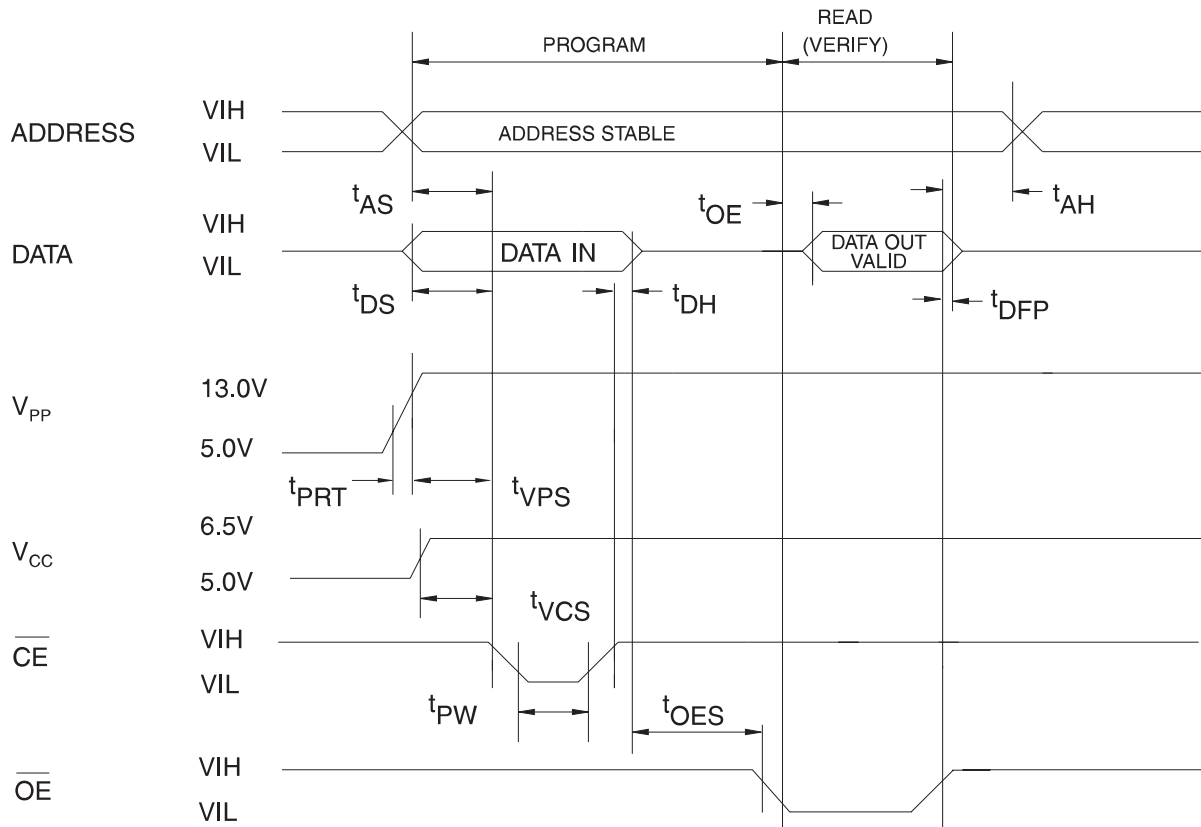 READ
PROGRAM (VERIFY)
ADDRESS VIH
VIL
ADDRESS STABLE
tAS tOE tAH
DATA VIH
VIL
DATA IN
DATA OUT
VALID
tDS tDH tDFP
VPP 13.0V
5.0V
tPRT tVPS
VCC 6.5V
5.0V
tVCS
CE VIH
VIL
tPW tOES
OE VIH
VIL